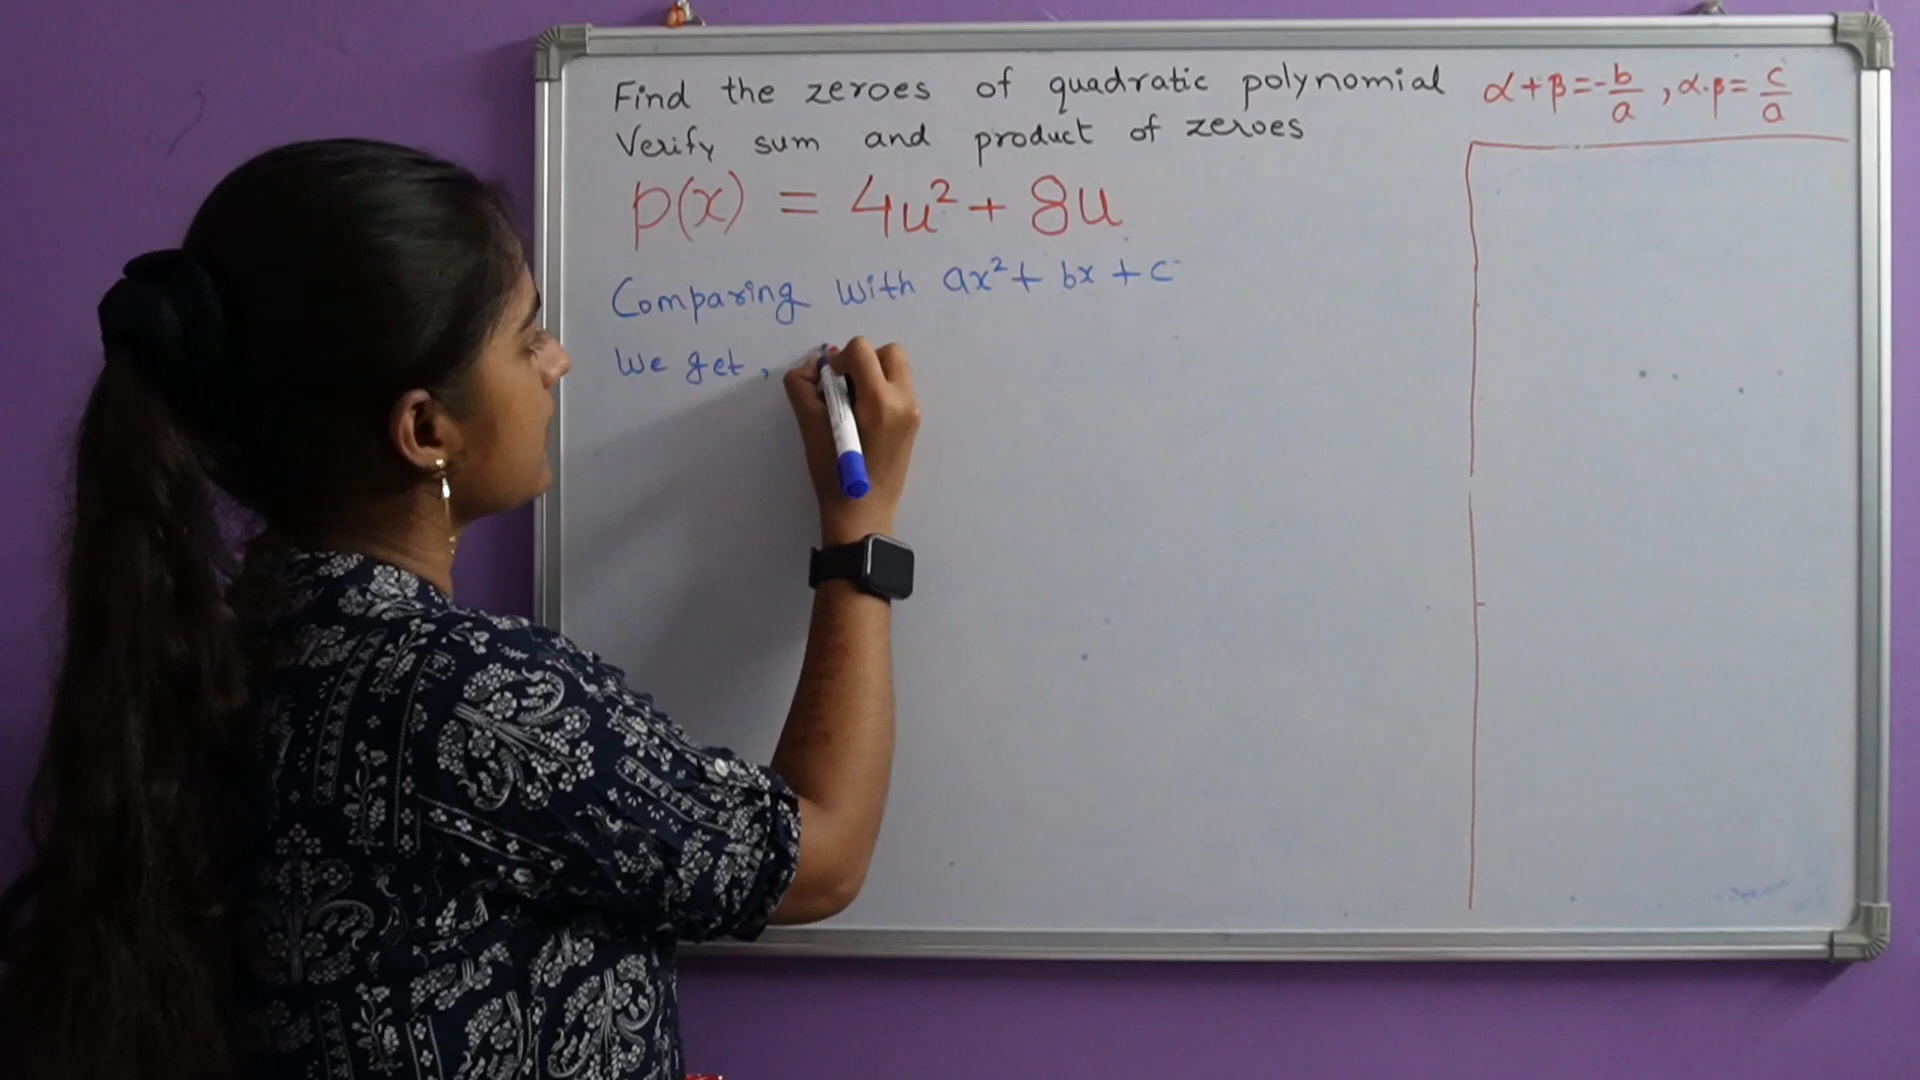 Find the zeroes of quadratic polynomial
Verify sum and product of zeroes
α+β=-b/a, α.β=c/a
p(x) = 4u²+ 8u
Comparing with ax²+ bx + c
We get,